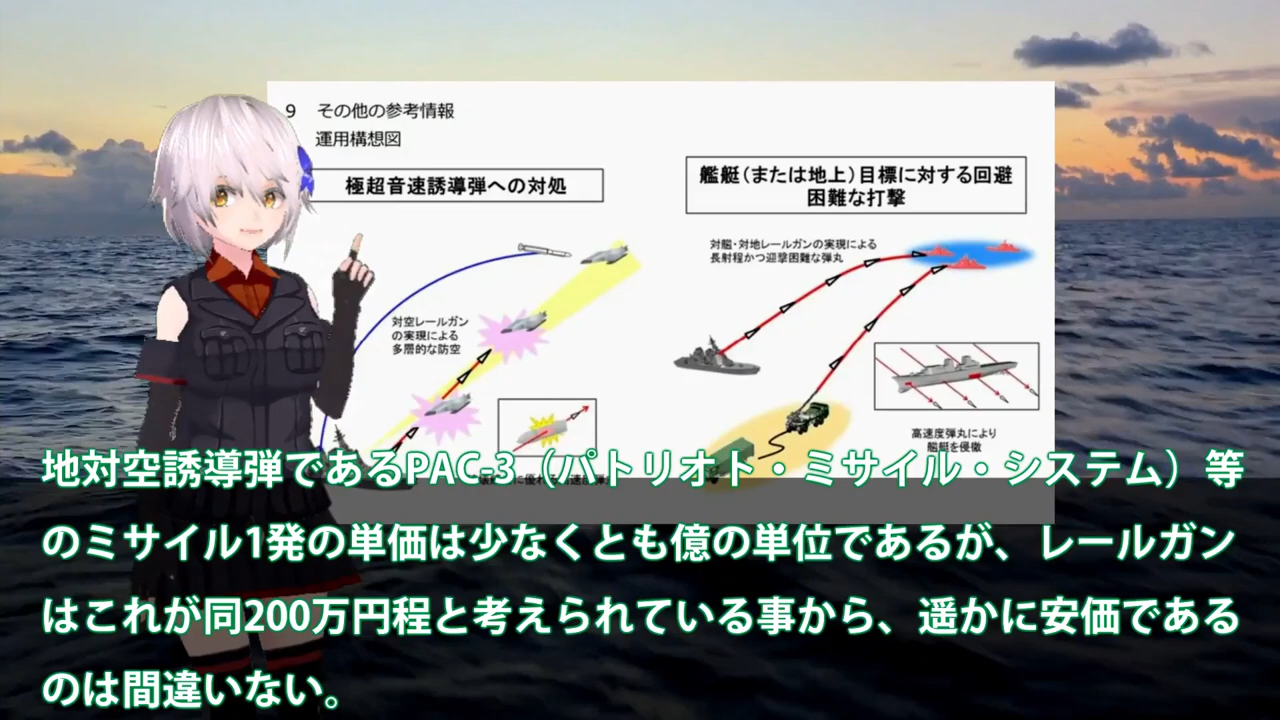 9 その他の参考情報
運用構想図
極超音速誘導弾への対処
対空レールガン
の実現による
多層的な防空
艦艇(または地上)目標に対する回避
困難な打撃
対艦・対地レールガンの実現による
長射程かつ迎撃困難な弾丸
高速度弾丸により
艦艇を侵徹
地対空誘導弾であるPAC-3（パトリオト・ミサイル・システム）等
のミサイル1発の単価は少なくとも億の単位であるが、レールガン
はこれが同200万円程と考えられている事から、遥かに安価である
のは間違いない。